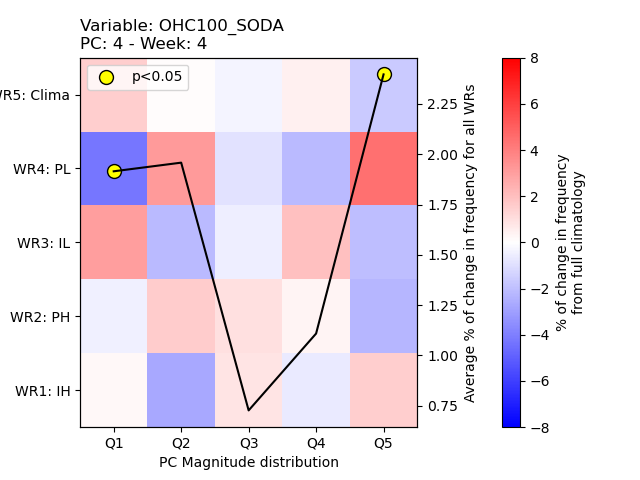 Variable: OHC100_SODA
PC: 4 - Week: 4
p<0.05
WR5: Clima
WR4: PL
WR3: IL
WR2: PH
WR1: IH
Q1 Q2 Q3 Q4 Q5
PC Magnitude distribution
2.25
2.00
1.75
1.50
1.25
1.00
0.75
Average % of change in frequency for all WRs
8
6
4
2
0
−2
−4
−6
−8
% of change in frequency
from full climatology